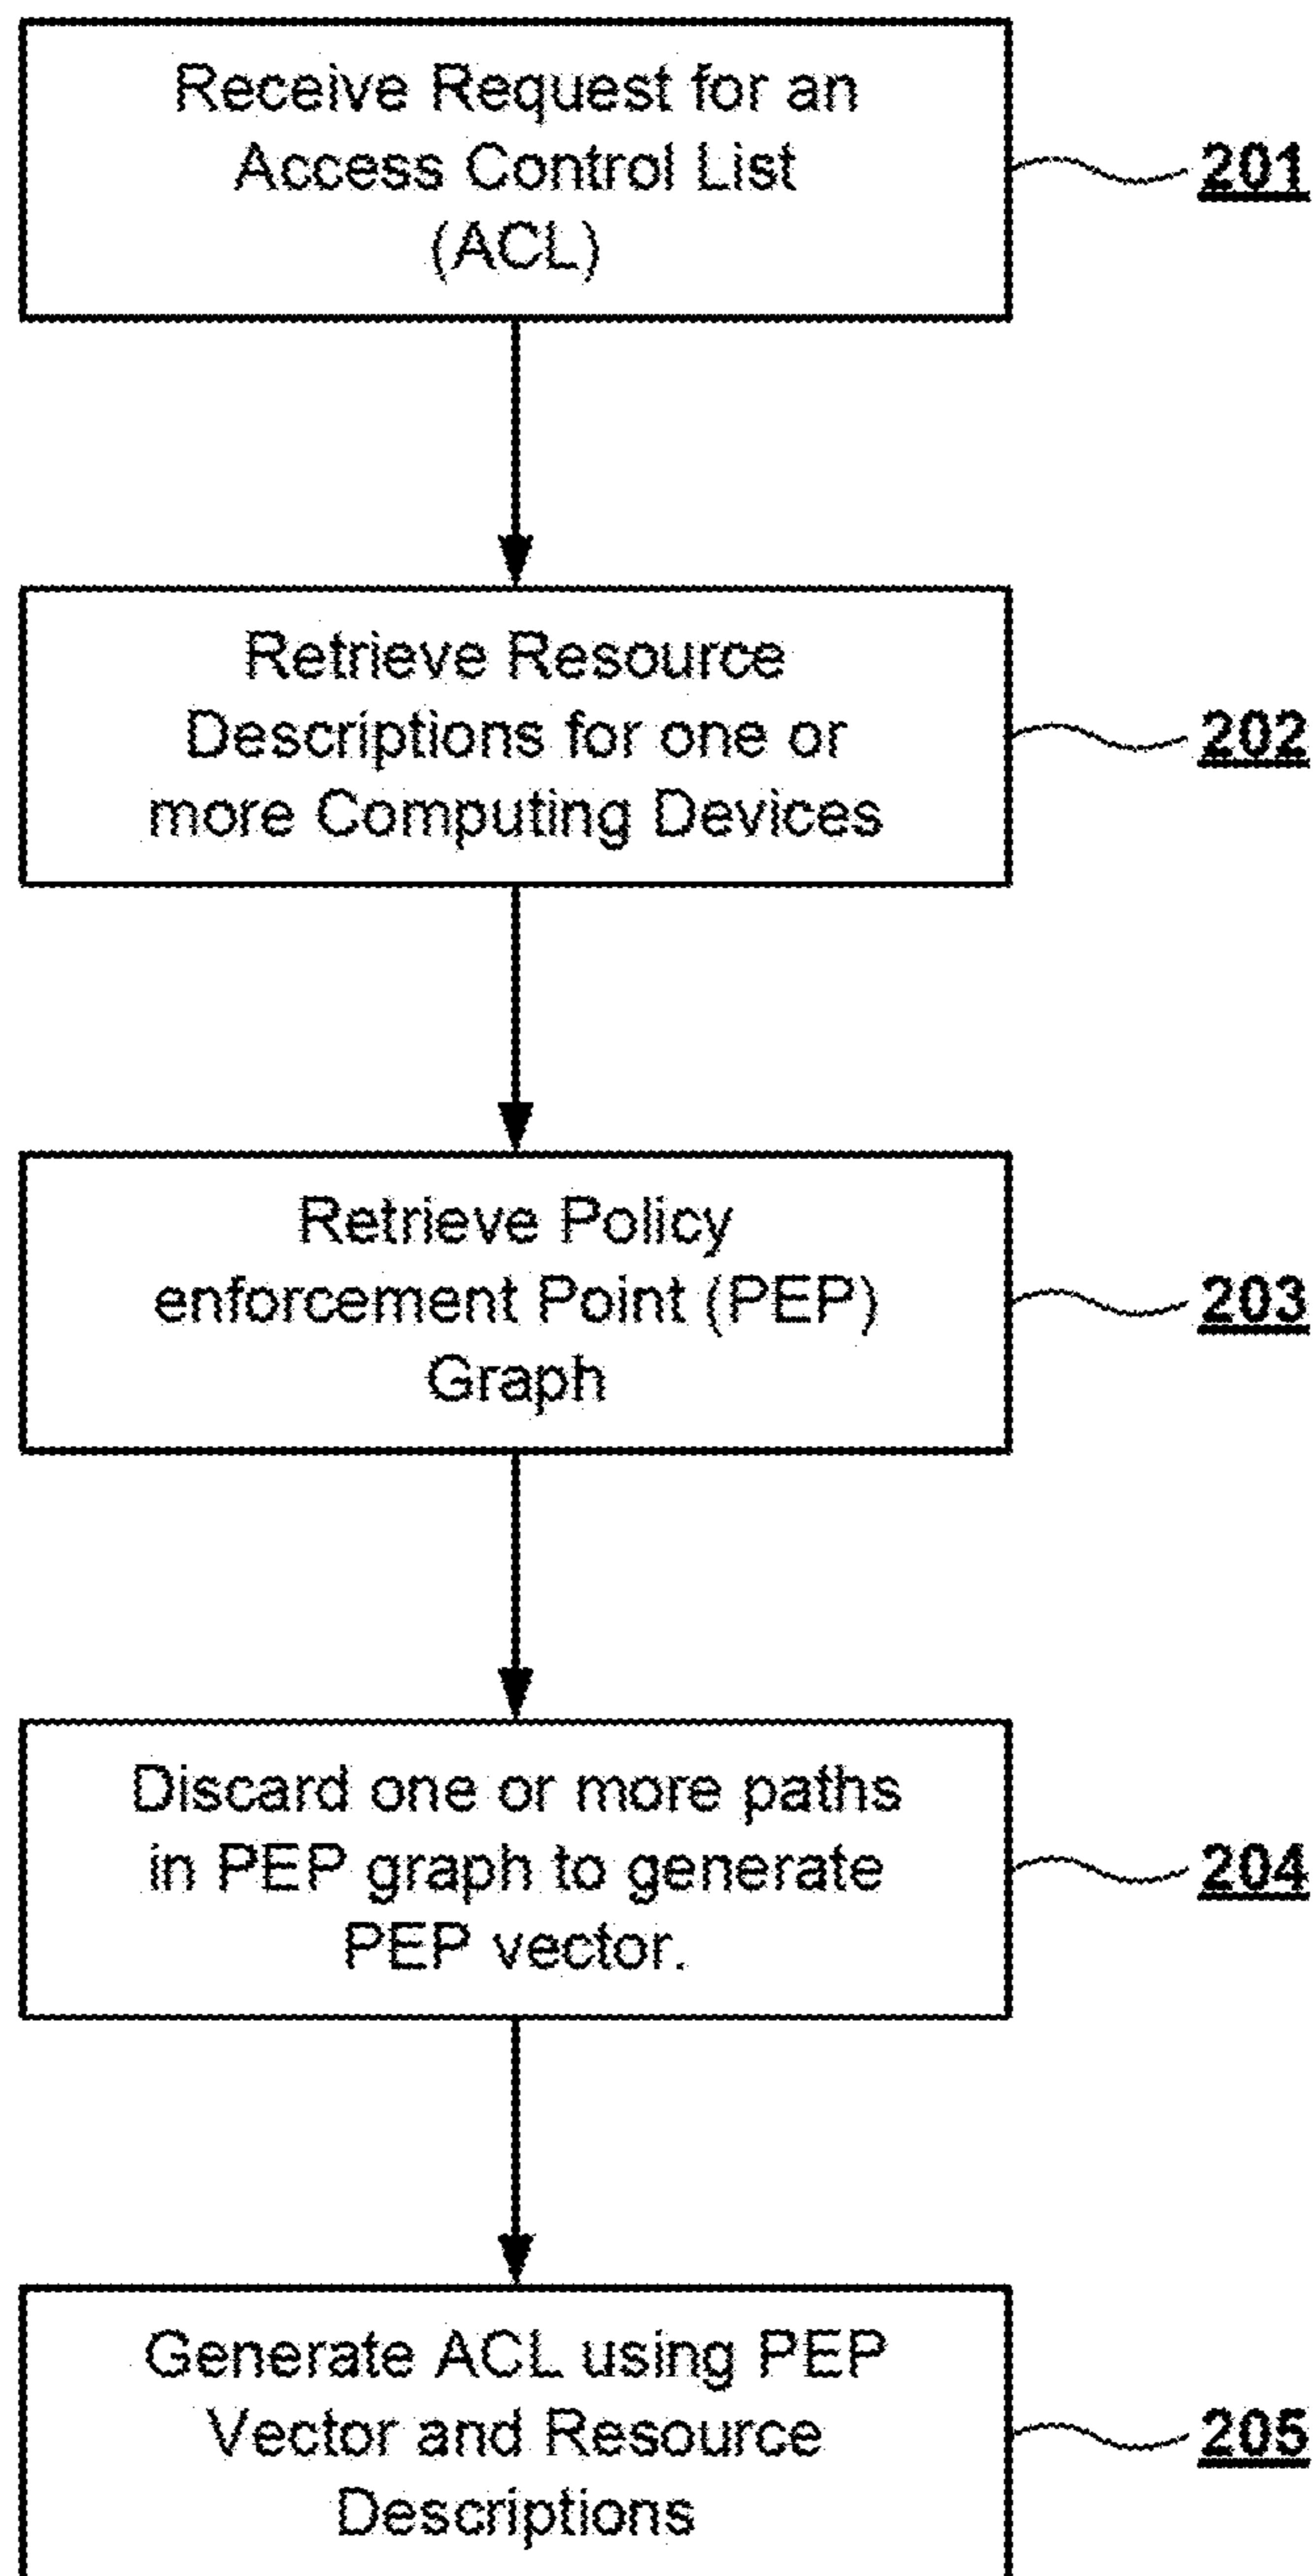 Receive Request for an
Access Control List
(ACL)
201
Retrieve Resource
Descriptions for one or
more Computing Devices
202
Retrieve Policy
enforcement Point (PEP)
Graph
203
Discard one or more paths
in PEP graph to generate
PEP vector.
204
Generate ACL using PEP
Vector and Resource
Descriptions
205